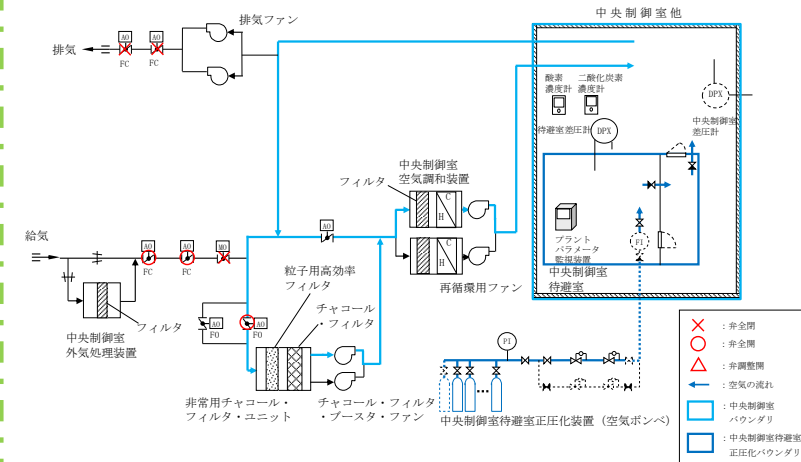 中央制御室他
排気ファン
排気
AO
AO
FC
FC
酸素
濃度計
二酸化炭素
濃度計
DPX
中央制御室
差圧計
待避室差圧計
DPX
中央制御室
空気調和装置
フィルタ
C
H
C
H
再循環用ファン
AO
給気
AO
AO
MO
FC
FC
フィルタ
中央制御室
外気処理装置
粒子用高効率
フィルタ
チャコール
・フィルタ
AO
FO
AO
FO
非常用チャコール・
フィルタ・ユニット
チャコール・フィルタ
・ブースタ・ファン
プラント
パラメータ
監視装置
中央制御室
待避室
FI
PI
中央制御室待避室正圧化装置（空気ボンベ）
：弁全閉
：弁全開
：弁調整開
：空気の流れ
：中央制御室
バウンダリ
：中央制御室待避室
正圧化バウンダリ